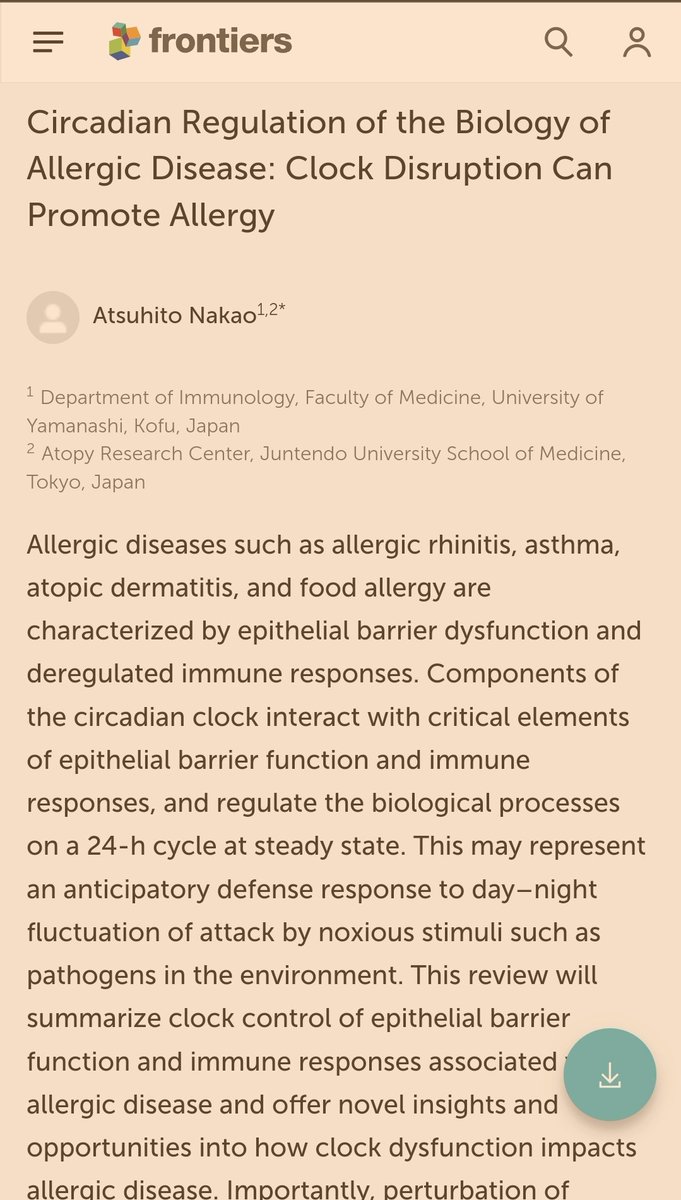 frontiers
Circadian Regulation of the Biology of
Allergic Disease: Clock Disruption Can
Promote Allergy
Atsuhito Nakao1,2*
1 Department of Immunology, Faculty of Medicine, University of
Yamanashi, Kofu, Japan
2 Atopy Research Center, Juntendo University School of Medicine,
Tokyo, Japan
Allergic diseases such as allergic rhinitis, asthma,
atopic dermatitis, and food allergy are
characterized by epithelial barrier dysfunction and
deregulated immune responses. Components of
the circadian clock interact with critical elements
of epithelial barrier function and immune
responses, and regulate the biological processes
on a 24-h cycle at steady state. This may represent
an anticipatory defense response to day–night
fluctuation of attack by noxious stimuli such as
pathogens in the environment. This review will
summarize clock control of epithelial barrier
function and immune responses associated
allergic disease and offer novel insights and
opportunities into how clock dysfunction impacts
allergic disease. Importantly, perturbation of